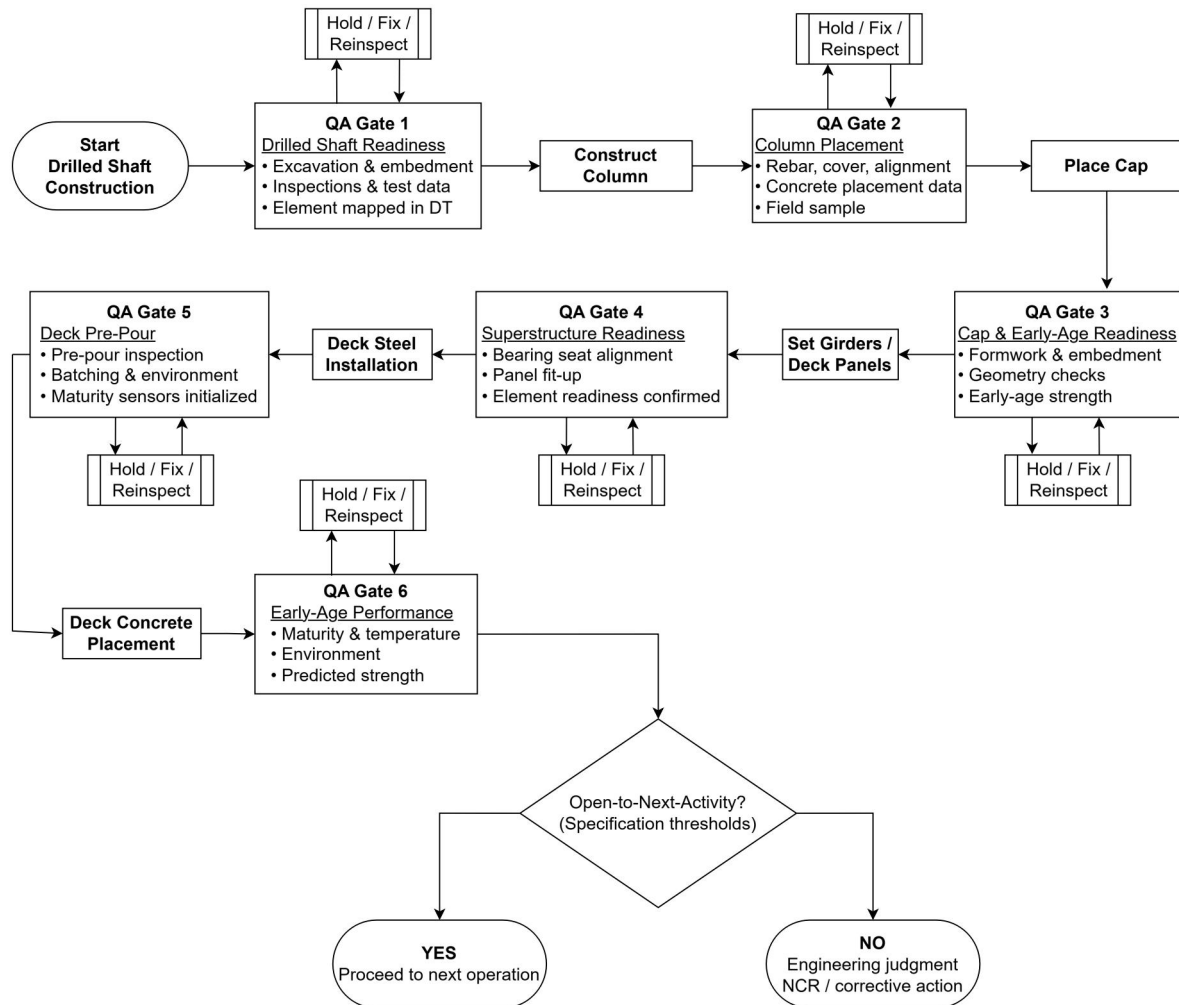 Hold / Fix /
Reinspect
Hold / Fix /
Reinspect
Start
Drilled Shaft
Construction
QA Gate 1
Drilled Shaft Readiness
• Excavation & embedment
• Inspections & test data
• Element mapped in DT
Construct
Column
QA Gate 2
Column Placement
• Rebar, cover, alignment
• Concrete placement data
• Field sample
Place Cap
QA Gate 3
Cap & Early-Age Readiness
• Formwork & embedment
• Geometry checks
• Early-age strength
Hold / Fix /
Reinspect
Set Girders /
Deck Panels
QA Gate 4
Superstructure Readiness
• Bearing seat alignment
• Panel fit-up
• Element readiness confirmed
Hold / Fix /
Reinspect
Deck Steel
Installation
QA Gate 5
Deck Pre-Pour
• Pre-pour inspection
• Batching & environment
• Maturity sensors initialized
Hold / Fix /
Reinspect
Deck Concrete
Placement
Hold / Fix /
Reinspect
QA Gate 6
Early-Age Performance
• Maturity & temperature
• Environment
• Predicted strength
Open-to-Next-Activity?
(Specification thresholds)
YES
Proceed to next operation
NO
Engineering judgment
NCR / corrective action